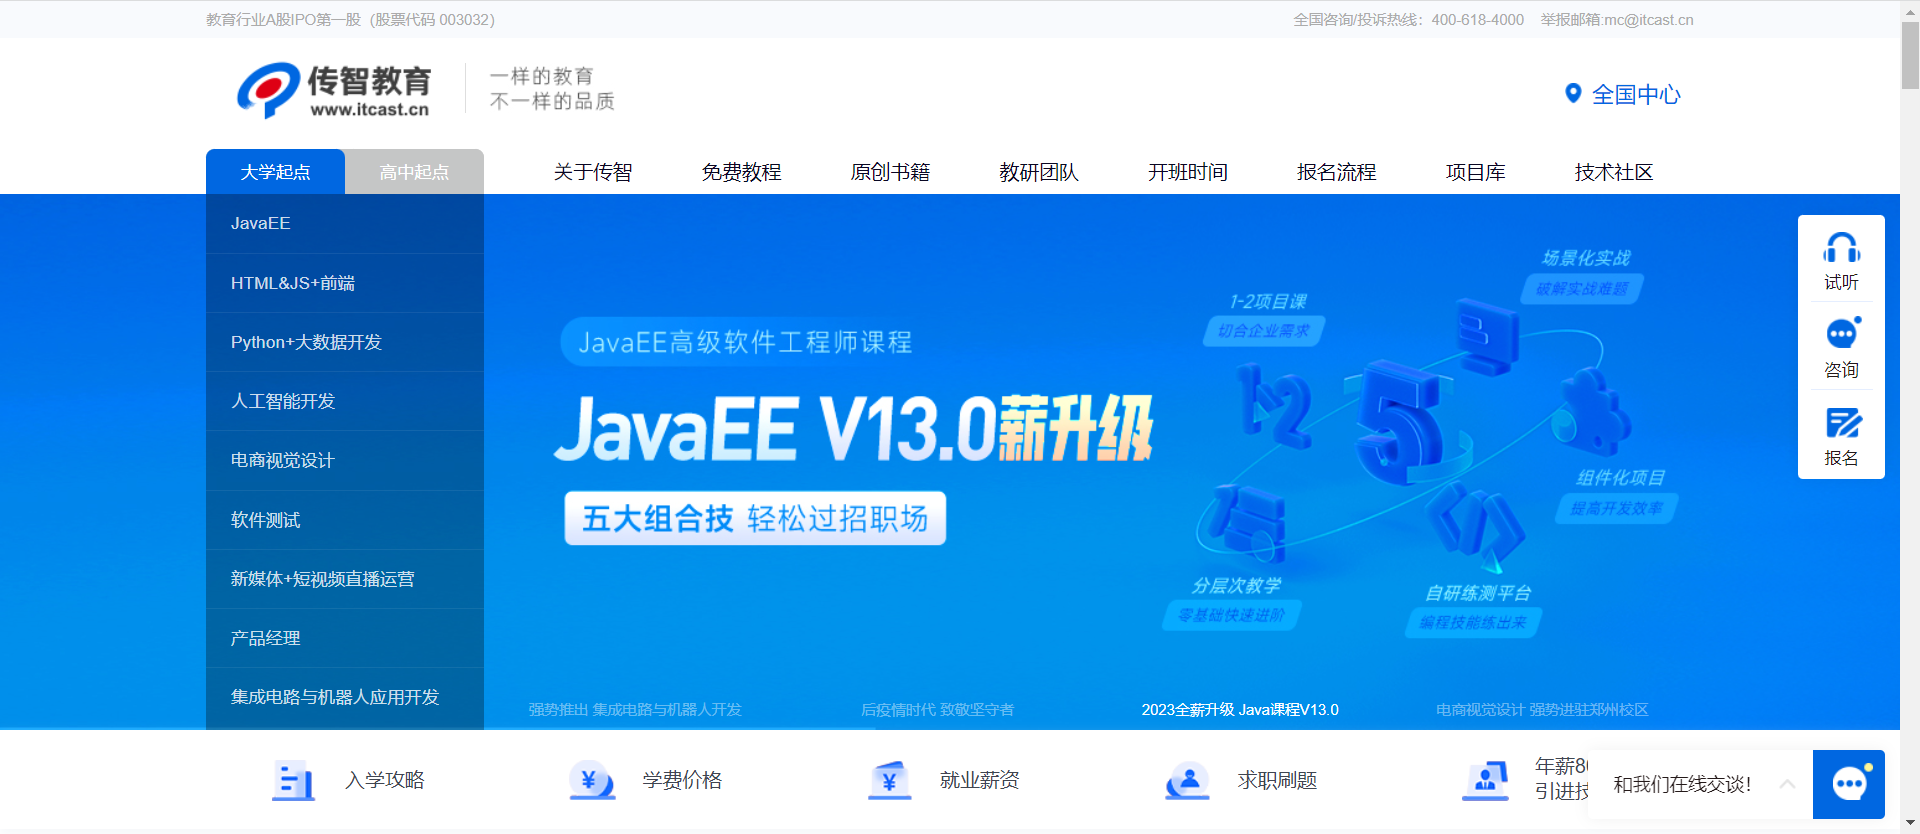 教育行业A股IPO第一股（股票代码 003032）
全国咨询/投诉热线：400-618-4000 举报邮箱:mc@itcast.cn
传智教育
www.itcast.cn
一样的教育
不一样的品质
全国中心
大学起点 高中起点 关于传智 免费教程 原创书籍 教研团队 开班时间 报名流程 项目库 技术社区
JavaEE
HTML&JS+前端
Python+大数据开发
人工智能开发
电商视觉设计
软件测试
新媒体+短视频直播运营
产品经理
集成电路与机器人应用开发
JavaEE高级软件工程师课程
JavaEE V13.0薪升级
五大组合技 轻松过招职场
场景化实战
破解实战难题
1-2项目课
切合企业需求
12
5
组件化项目
提高开发效率
分层次教学
零基础快速进阶
自研练测平台
编程技能练出来
强势推出 集成电路与机器人开发
后疫情时代 致敬坚守者
2023全薪升级 Java课程V13.0
电商视觉设计 强势进驻郑州校区
试听
咨询
报名
入学攻略
学费价格
就业薪资
求职刷题
年薪8
引进技
和我们在线交谈！